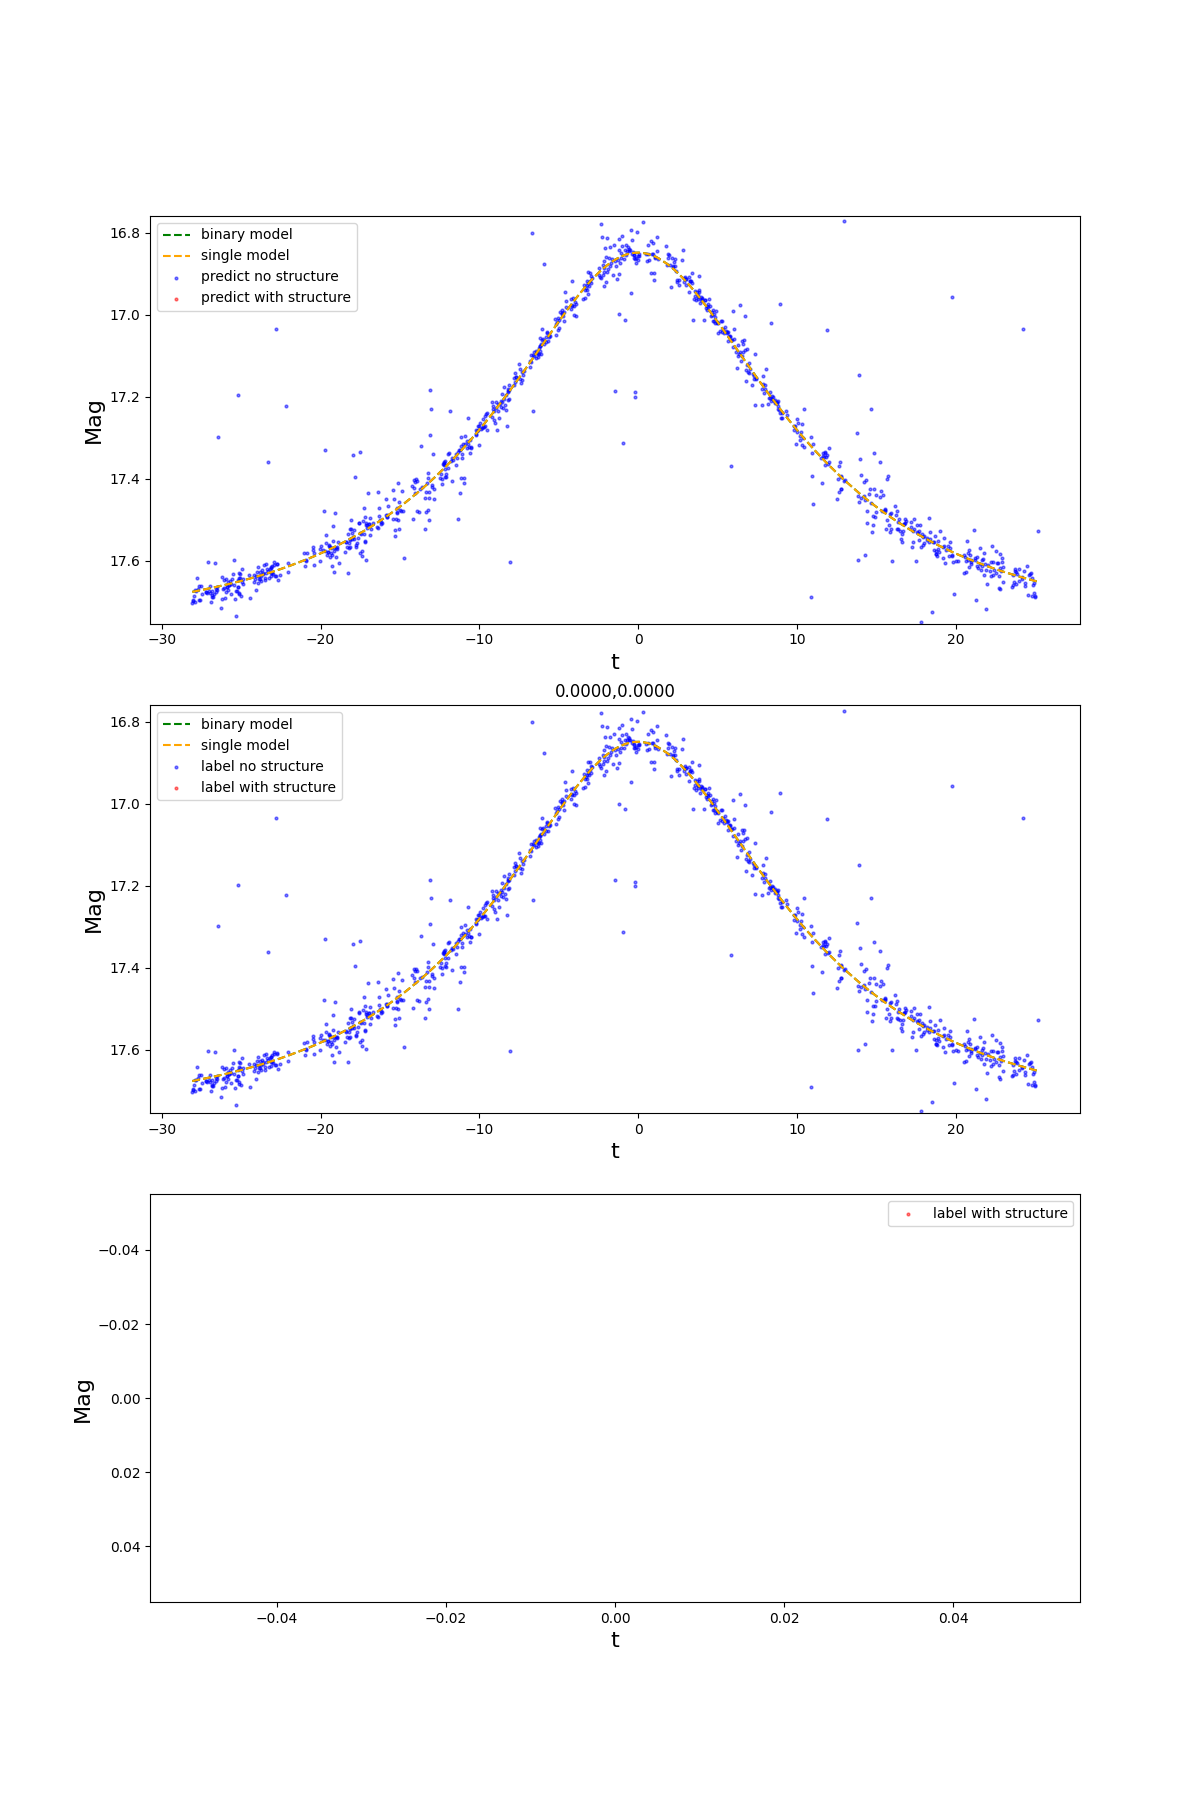 binary model
single model
predict no structure
predict with structure
16.8
17.0
17.2
17.4
17.6
Mag
−30
−20
−10
0
10
20
t
0.0000,0.0000
binary model
single model
label no structure
label with structure
16.8
17.0
17.2
17.4
17.6
Mag
−30
−20
−10
0
10
20
t
label with structure
−0.04
−0.02
0.00
0.02
0.04
Mag
−0.04
−0.02
0.00
0.02
0.04
t